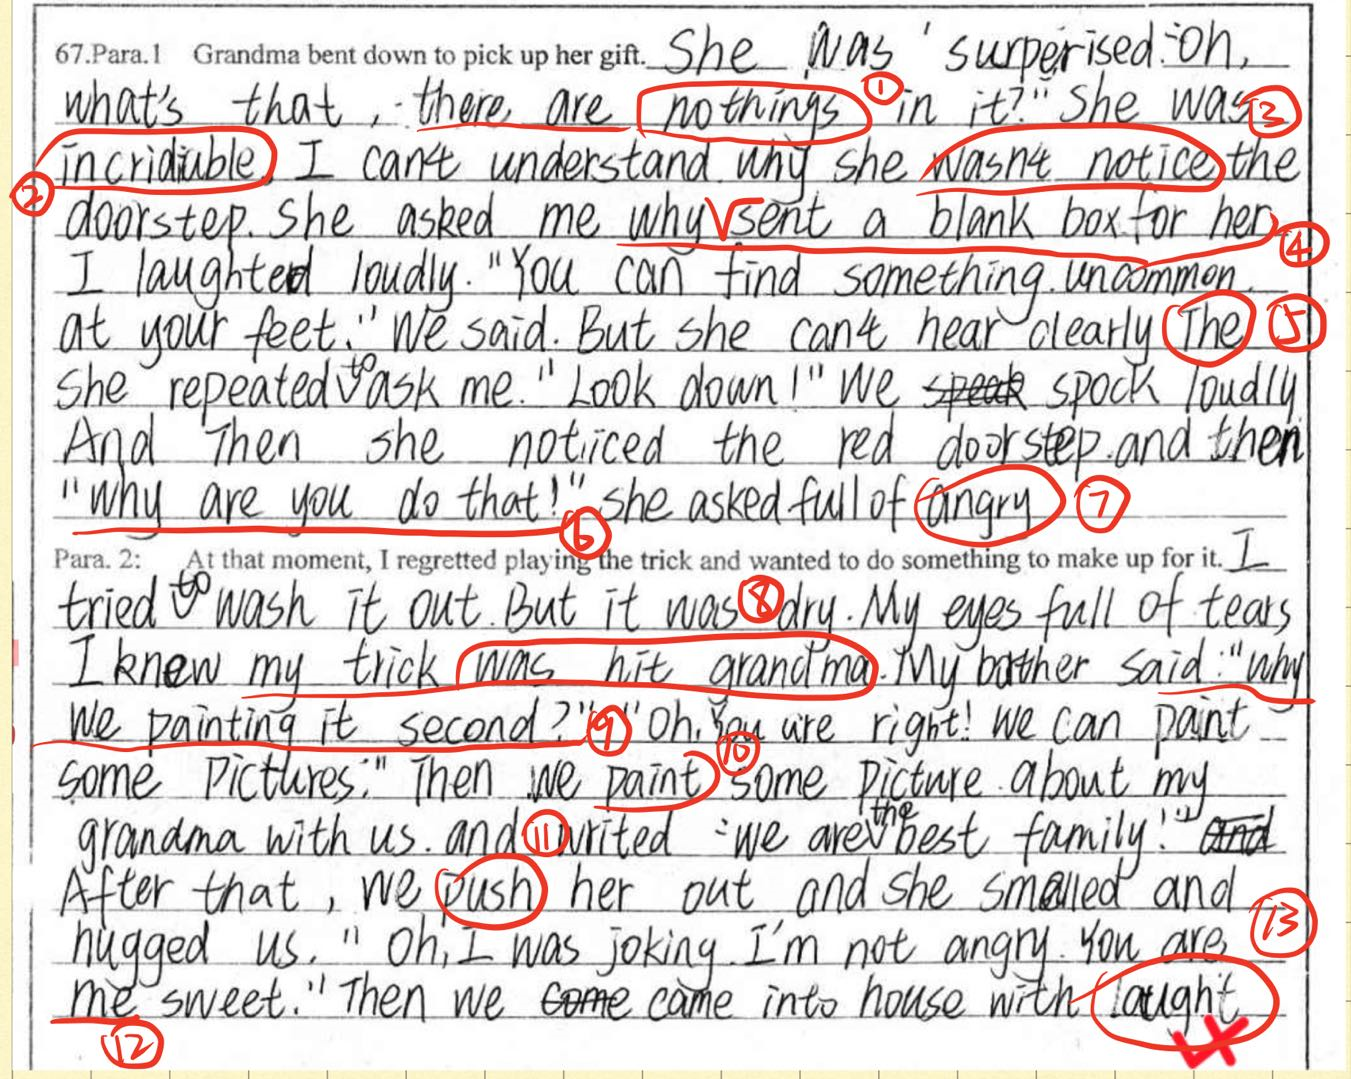 67.Para.1 Grandma bent down to pick up her gift. She was surperised: "Oh,
what's that, there are nothings ① in it?" She was ③
incridiable. I can't understand why she wasn't notice the
② doorstep. She asked me why √ sent a blank box for her, ④
I laughted loudly. "You can find something uncommon
at your feet." We said. But she can't hear clearly The ⑤
She repeated to ask me. "Look down!" We speak spock loudly
And Then she noticed the red doorstep and then
"Why are you do that!" She asked full of angry ⑦
⑥
Para. 2: At that moment, I regretted playing the trick and wanted to do something to make up for it. I
tried to wash it out. But it was ⑧ dry. My eyes full of tears
I knew my trick was hit grandma. My borther said: "why
we painting it second?" ⑨ "Oh, You are right! We can paint
⑩
some Pictures." Then we paint some picture about my
grandma with us. and ⑪ writed : "we are the best family!" and
After that, we push her out and she smailed and
⑬
hugged us. "Oh, I was joking. I'm not angry. You are
me sweet." Then we come came into house with laught
⑫